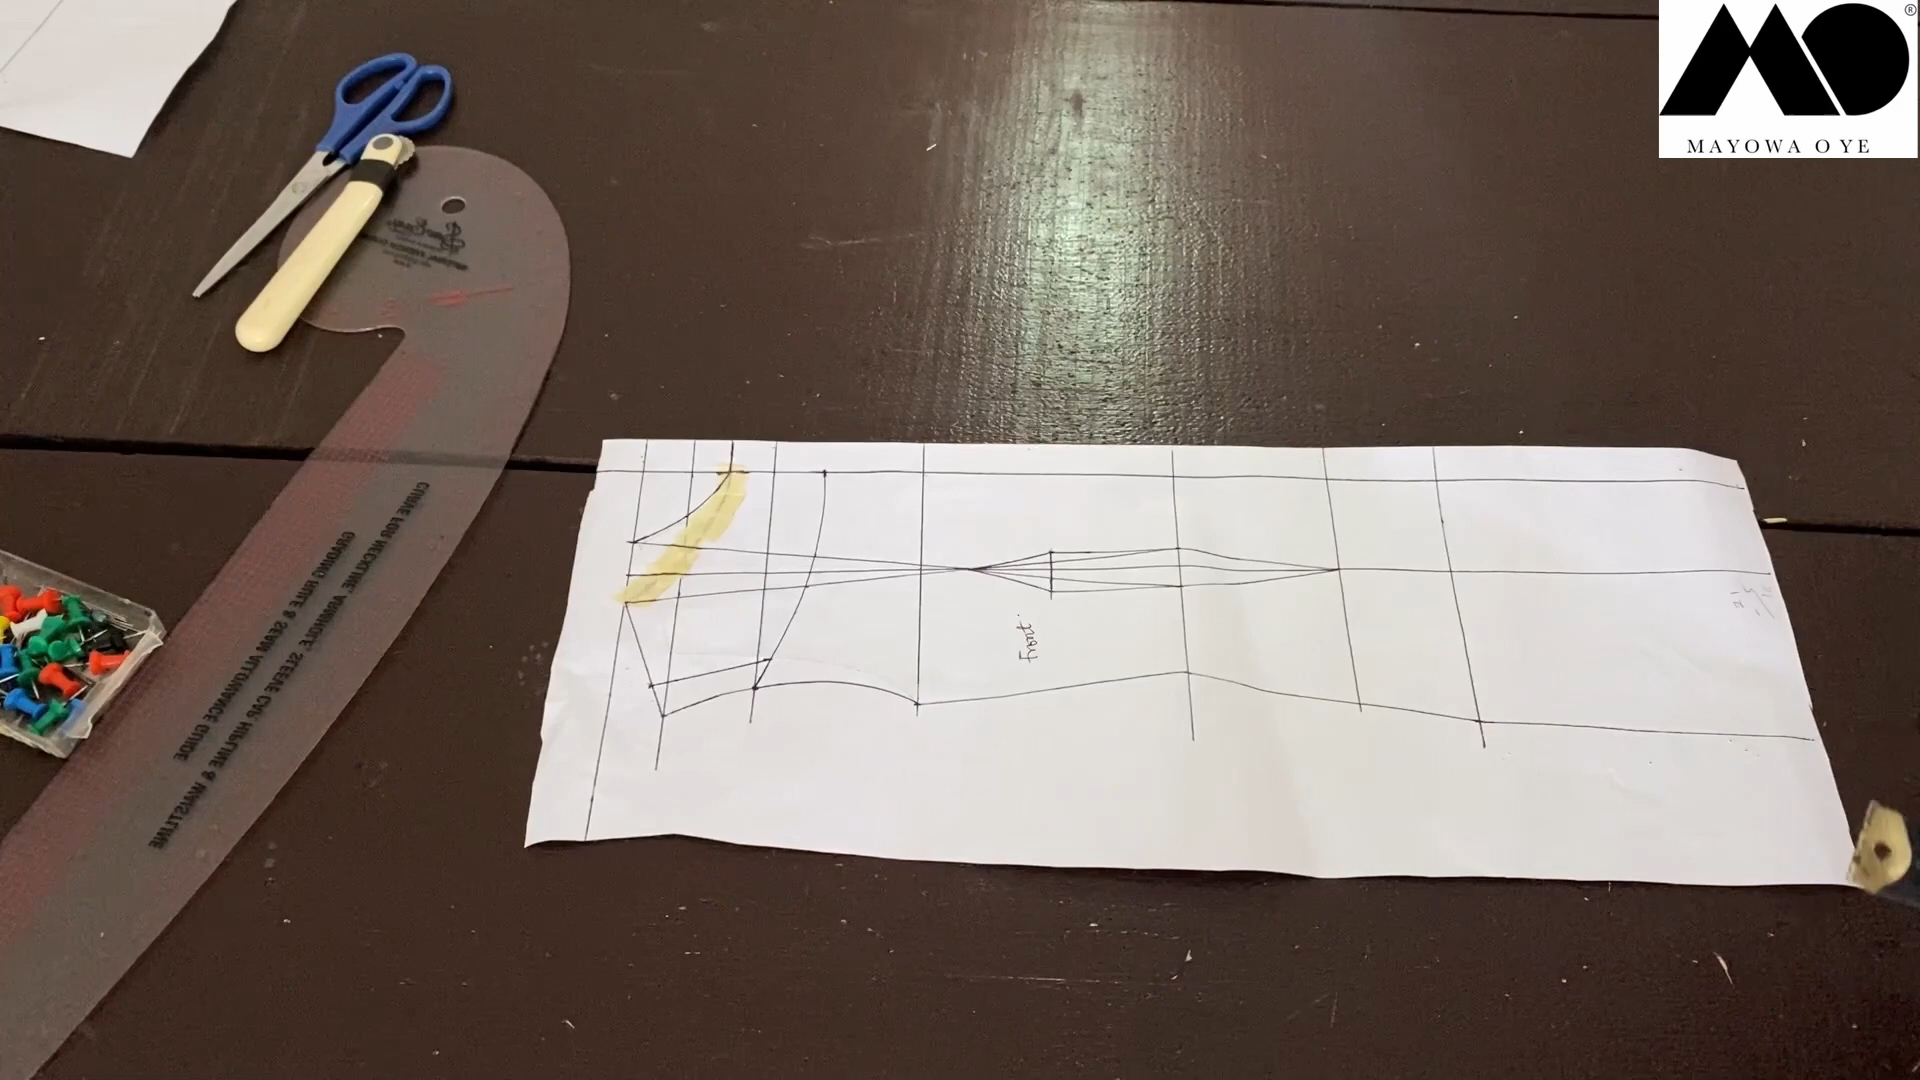 ®
MAYOWA OYE
CURVE FOR NECKLINE, ARMHOLE, SLEEVE CAP HIPLINE & WAISTLINE
GRADING RULE & SEAM ALLOWANCE GUIDE
Front.